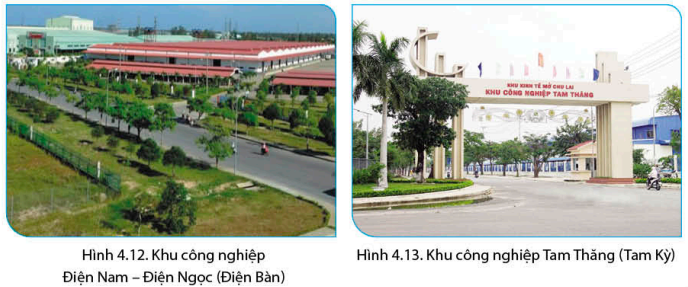 KHU KINH TẾ MỞ CHU LAI
KHU CÔNG NGHIỆP TAM THĂNG
Hình 4.12. Khu công nghiệp
Điện Nam – Điện Ngọc (Điện Bàn)
Hình 4.13. Khu công nghiệp Tam Thăng (Tam Kỳ)